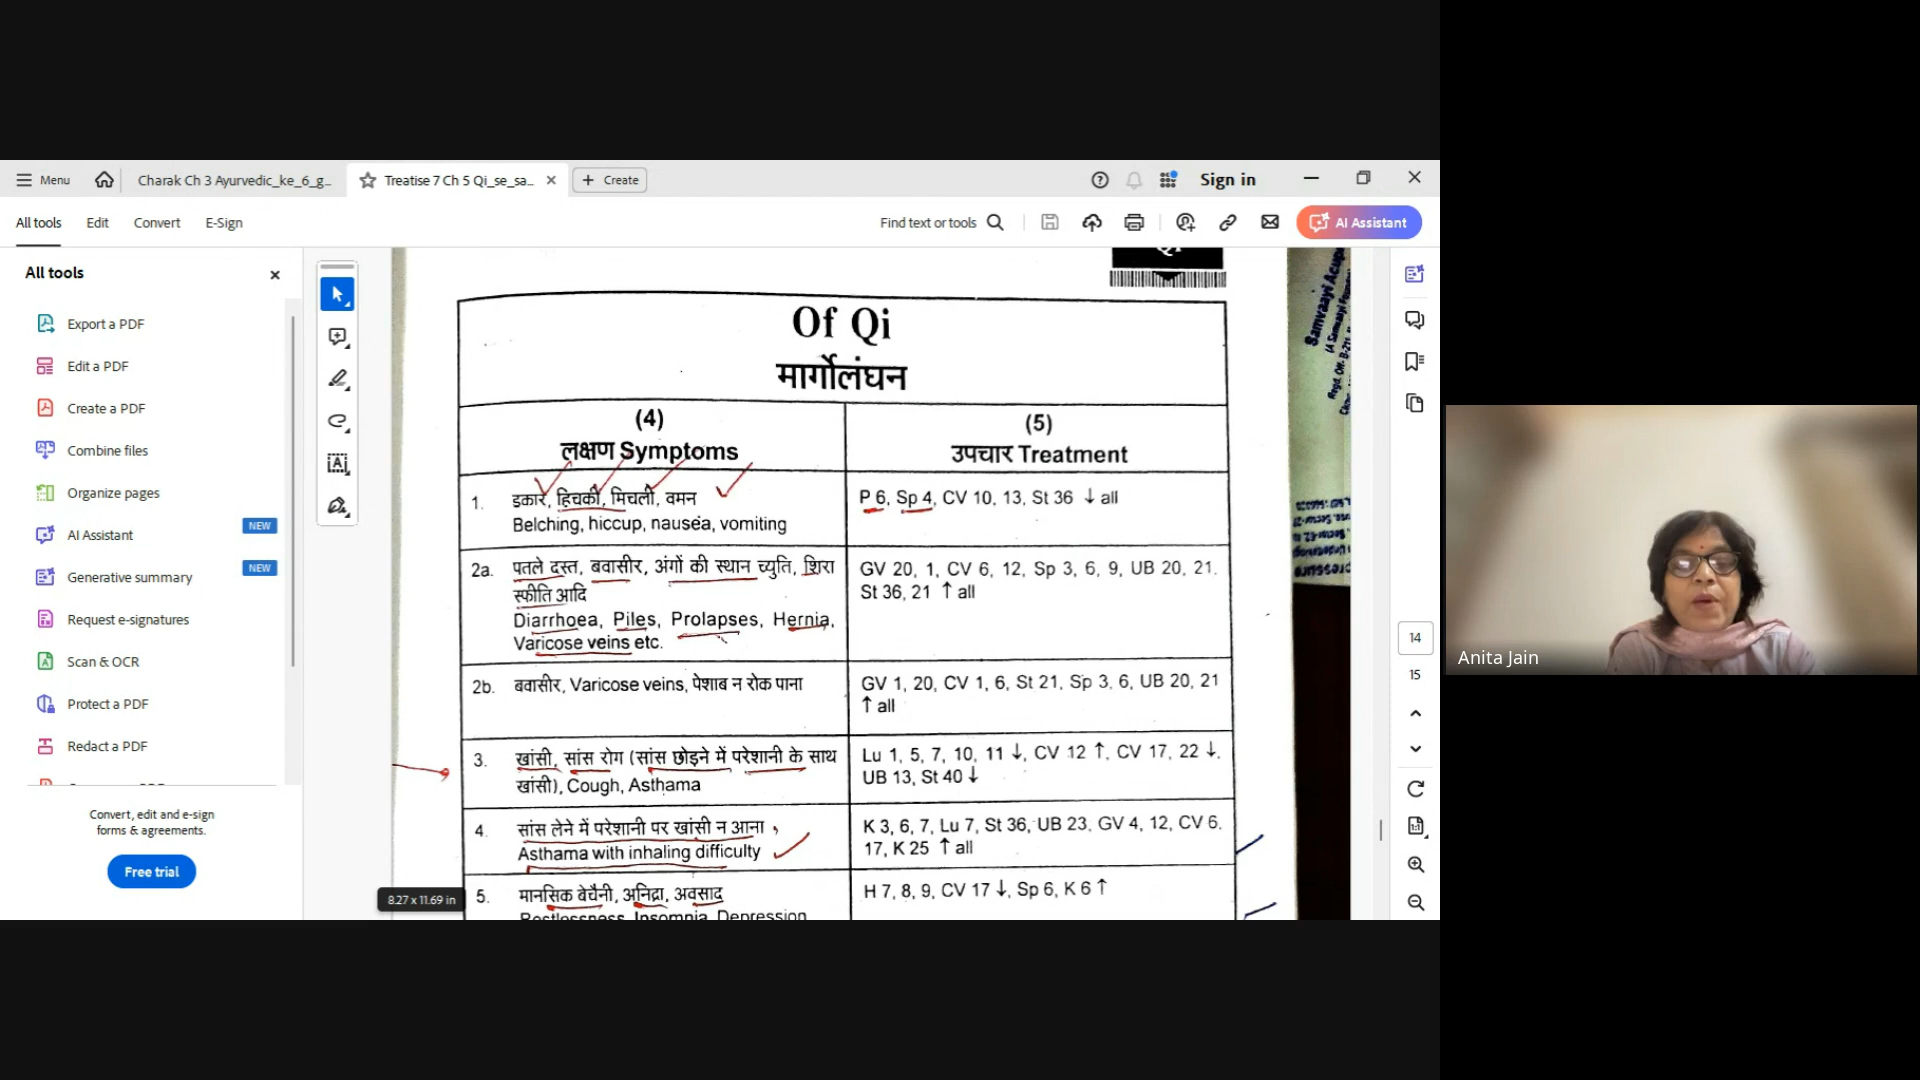 Menu
Charak Ch 3 Ayurvedic_ke_6_g...
Treatise 7 Ch 5 Qi_se_sa...
Create
Sign in
All tools
Edit
Convert
E-Sign
Find text or tools
AI Assistant
All tools
Export a PDF
Edit a PDF
Create a PDF
Combine files
Organize pages
AI Assistant
NEW
Generative summary
NEW
Request e-signatures
Scan & OCR
Protect a PDF
Redact a PDF
Convert, edit and e-sign
forms & agreements.
Free trial
8.27 x 11.69 in
Of Qi
मार्गोलंघन
(4)
लक्षण Symptoms
(5)
उपचार Treatment
1. डकार, हिचकी, मिचली, वमन
Belching, hiccup, nausea, vomiting
P 6, Sp 4, CV 10, 13, St 36 ↓ all
2a. पतले दस्त, बवासीर, अंगों की स्थान च्युति, शिरा
स्फीति आदि
Diarrhoea, Piles, Prolapses, Hernia,
Varicose veins etc.
GV 20, 1, CV 6, 12, Sp 3, 6, 9, UB 20, 21.
St 36, 21 ↑ all
2b. बवासीर, Varicose veins, पेशाब न रोक पाना
GV 1, 20, CV 1, 6, St 21, Sp 3, 6, UB 20, 21
↑ all
3. खांसी, सांस रोग (सांस छोड़ने में परेशानी के साथ
खांसी), Cough, Asthama
Lu 1, 5, 7, 10, 11 ↓, CV 12 ↑, CV 17, 22 ↓,
UB 13, St 40 ↓
4. सांस लेने में परेशानी पर खांसी न आना,
Asthama with inhaling difficulty
K 3, 6, 7, Lu 7, St 36, UB 23, GV 4, 12, CV 6,
17, K 25 ↑ all
5. मानसिक बेचैनी, अनिद्रा, अवसाद
Restlessness, Insomnia, Depression
H 7, 8, 9, CV 17 ↓, Sp 6, K 6 ↑
14
15
Anita Jain